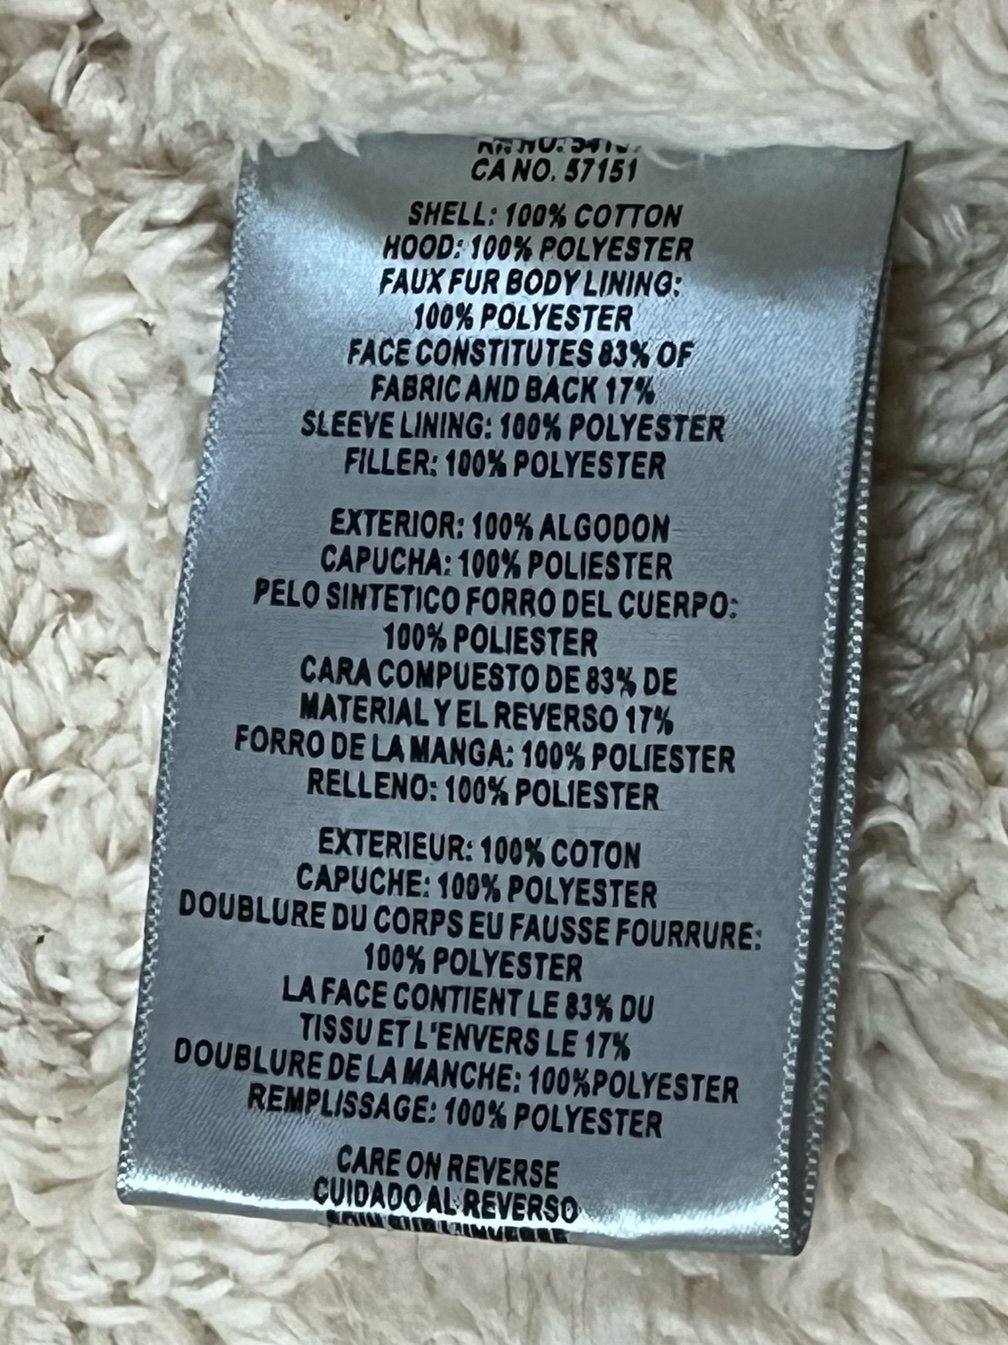 CA NO. 57151
SHELL: 100% COTTON
HOOD: 100% POLYESTER
FAUX FUR BODY LINING:
100% POLYESTER
FACE CONSTITUTES 83% OF
FABRIC AND BACK 17%
SLEEVE LINING: 100% POLYESTER
FILLER: 100% POLYESTER
EXTERIOR: 100% ALGODON
CAPUCHA: 100% POLIESTER
PELO SINTETICO FORRO DEL CUERPO:
100% POLIESTER
CARA COMPUESTO DE 83% DE
MATERIAL Y EL REVERSO 17%
FORRO DE LA MANGA: 100% POLIESTER
RELLENO: 100% POLIESTER
EXTERIEUR: 100% COTON
CAPUCHE: 100% POLYESTER
DOUBLURE DU CORPS EU FAUSSE FOURRURE:
100% POLYESTER
LA FACE CONTIENT LE 83% DU
TISSU ET L'ENVERS LE 17%
DOUBLURE DE LA MANCHE: 100%POLYESTER
REMPLISSAGE: 100% POLYESTER
CARE ON REVERSE
CUIDADO AL REVERSO